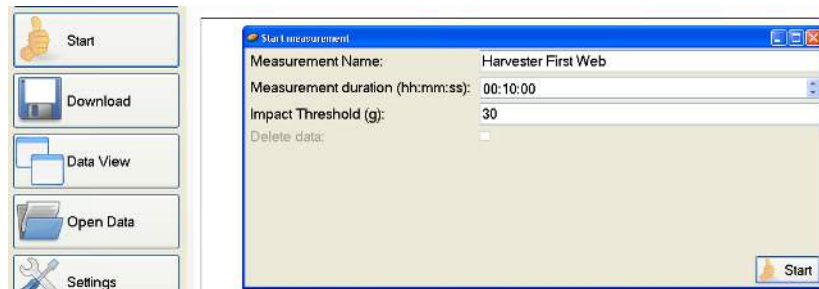 Start
Download
Data View
Open Data
Settings
Start measurement
Measurement Name: Harvester First Web
Measurement duration (hh:mm:ss): 00:10:00
Impact Threshold (g): 30
Delete data:
Start